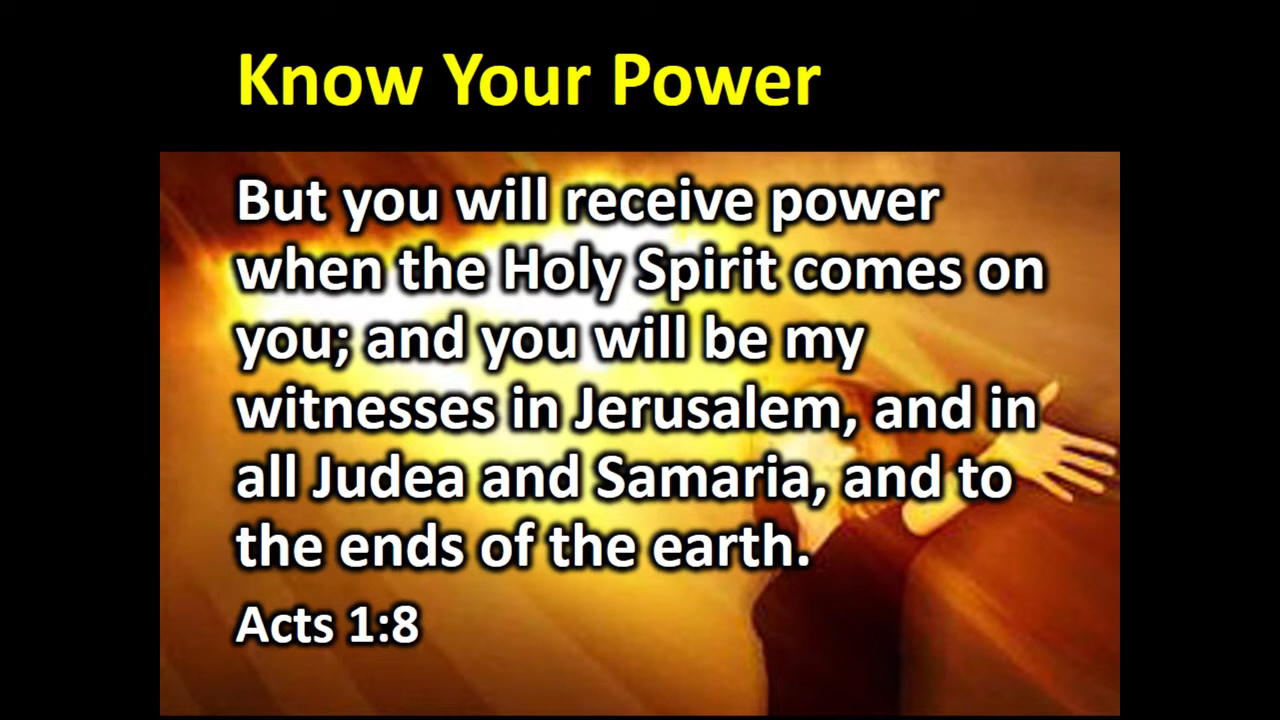 Know Your Power
But you will receive power
when the Holy Spirit comes on
you; and you will be my
witnesses in Jerusalem, and in
all Judea and Samaria, and to
the ends of the earth.
Acts 1:8